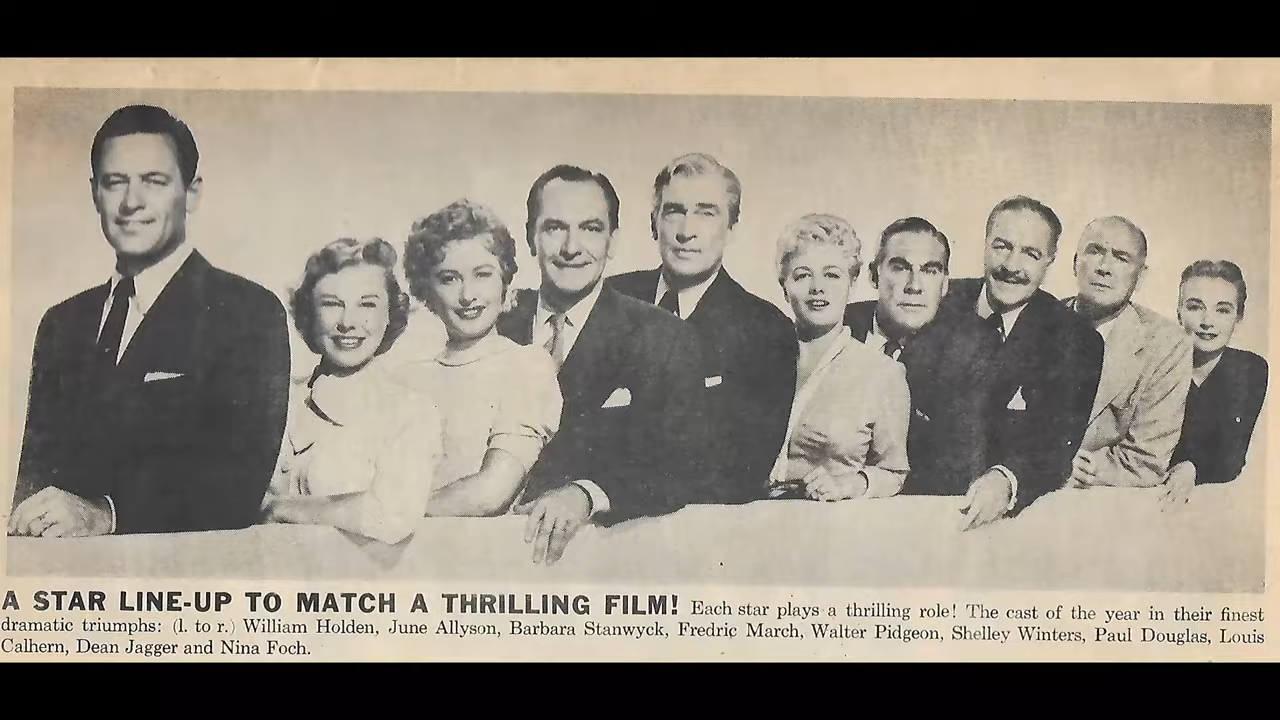 A STAR LINE-UP TO MATCH A THRILLING FILM! Each star plays a thrilling role! The cast of the year in their finest
dramatic triumphs: (l. to r.) William Holden, June Allyson, Barbara Stanwyck, Fredric March, Walter Pidgeon, Shelley Winters, Paul Douglas, Louis
Calhern, Dean Jagger and Nina Foch.